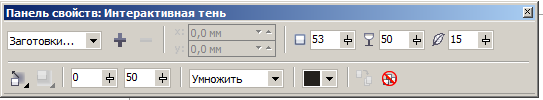 Панель свойств: Интерактивная тень
Заготовки... x: 0,0 мм 53 50 15
y: 0,0 мм
0 50 Умножить